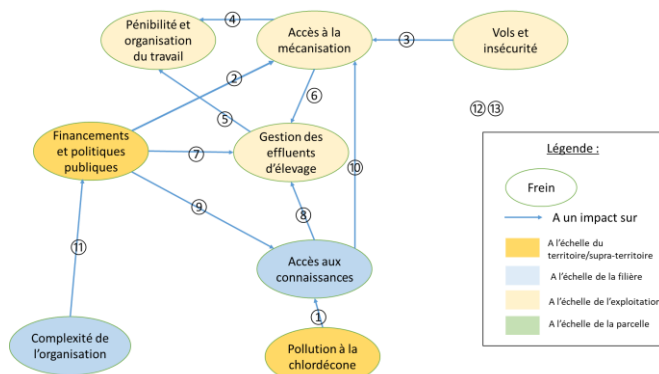 Pénibilité et
organisation
du travail
④
Accès à la
mécanisation
③
Vols et
insécurité
②
⑥
⑤
⑫ ⑬
Financements
et politiques
publiques
⑦
Gestion des
effluents
d'élevage
⑩
⑧
⑨
⑪
Accès aux
connaissances
①
Complexité de
l'organisation
Pollution à la
chlordécone
Légende :
Frein
A un impact sur
A l'échelle du
territoire/supra-territoire
A l'échelle de la filière
A l'échelle de l'exploitation
A l'échelle de la parcelle